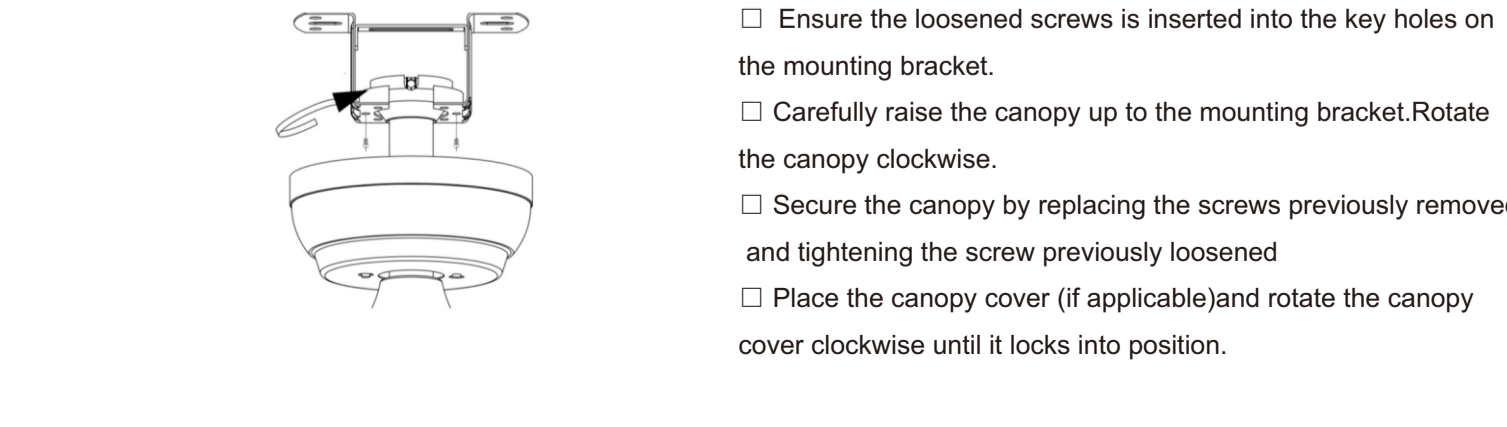 ☐ Ensure the loosened screws is inserted into the key holes on
the mounting bracket.
☐ Carefully raise the canopy up to the mounting bracket.Rotate
the canopy clockwise.
☐ Secure the canopy by replacing the screws previously removed
and tightening the screw previously loosened
☐ Place the canopy cover (if applicable)and rotate the canopy
cover clockwise until it locks into position.